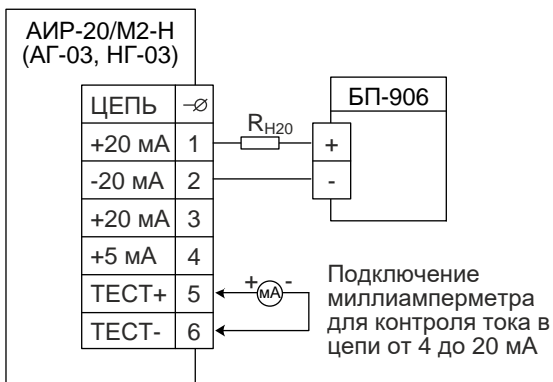 АИР-20/М2-Н
(АГ-03, НГ-03)
ЦЕПЬ
+20 мА 1
-20 мА 2
+20 мА 3
+5 мА 4
ТЕСТ+ 5
ТЕСТ- 6
RН20
БП-906
+
-
+ -
мА
Подключение
миллиамперметра
для контроля тока в
цепи от 4 до 20 мА